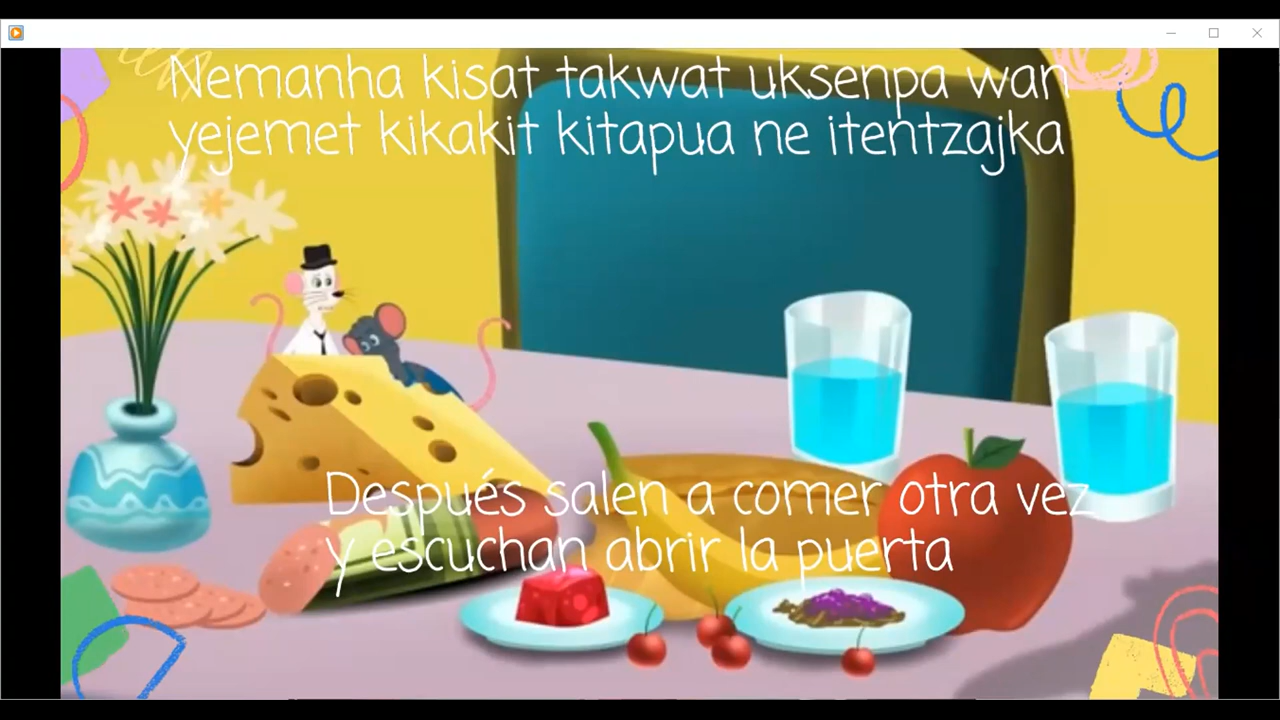 Nemanha kisat takwat uksenpa wan
yejemet kikakit kitapua ne itentzajka
Después salen a comer otra vez
y escuchan abrir la puerta